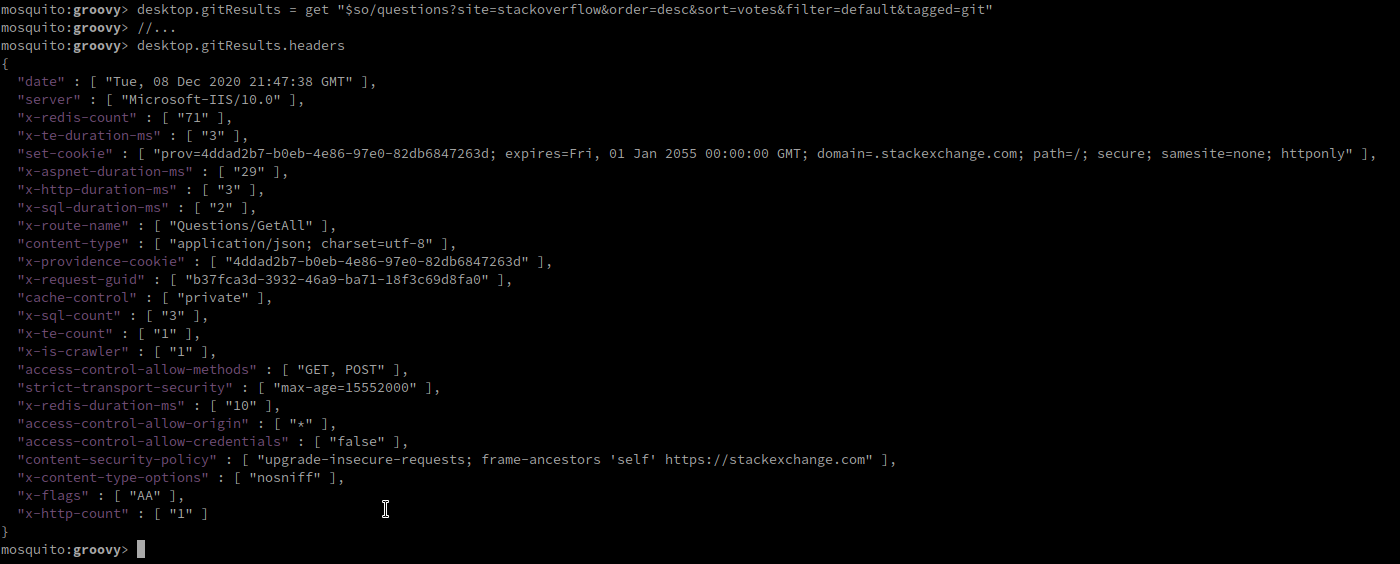 mosquito:groovy> desktop.gitResults = get "$so/questions?site=stackoverflow&order=desc&sort=votes&filter=default&tagged=git"
mosquito:groovy> //...
mosquito:groovy> desktop.gitResults.headers
{
  "date" : [ "Tue, 08 Dec 2020 21:47:38 GMT" ],
  "server" : [ "Microsoft-IIS/10.0" ],
  "x-redis-count" : [ "71" ],
  "x-te-duration-ms" : [ "3" ],
  "set-cookie" : [ "prov=4ddad2b7-b0eb-4e86-97e0-82db6847263d; expires=Fri, 01 Jan 2055 00:00:00 GMT; domain=.stackexchange.com; path=/; secure; samesite=none; httponly" ],
  "x-aspnet-duration-ms" : [ "29" ],
  "x-http-duration-ms" : [ "3" ],
  "x-sql-duration-ms" : [ "2" ],
  "x-route-name" : [ "Questions/GetAll" ],
  "content-type" : [ "application/json; charset=utf-8" ],
  "x-providence-cookie" : [ "4ddad2b7-b0eb-4e86-97e0-82db6847263d" ],
  "x-request-guid" : [ "b37fca3d-3932-46a9-ba71-18f3c69d8fa0" ],
  "cache-control" : [ "private" ],
  "x-sql-count" : [ "3" ],
  "x-te-count" : [ "1" ],
  "x-is-crawler" : [ "1" ],
  "access-control-allow-methods" : [ "GET, POST" ],
  "strict-transport-security" : [ "max-age=15552000" ],
  "x-redis-duration-ms" : [ "10" ],
  "access-control-allow-origin" : [ "*" ],
  "access-control-allow-credentials" : [ "false" ],
  "content-security-policy" : [ "upgrade-insecure-requests; frame-ancestors 'self' https://stackexchange.com" ],
  "x-content-type-options" : [ "nosniff" ],
  "x-flags" : [ "AA" ],
  "x-http-count" : [ "1" ]
}
mosquito:groovy>